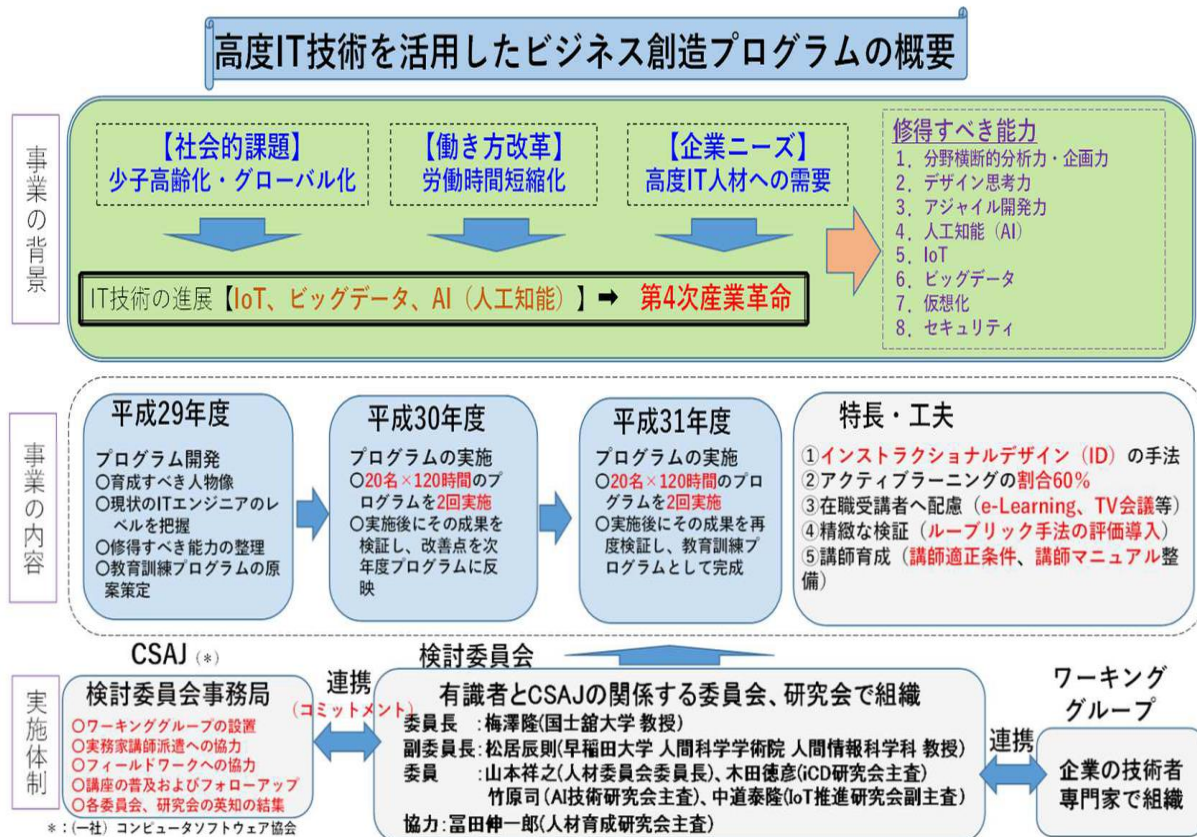 高度IT技術を活用したビジネス創造プログラムの概要
事業の背景
【社会的課題】
少子高齢化・グローバル化
【働き方改革】
労働時間短縮化
【企業ニーズ】
高度IT人材への需要
IT技術の進展【IoT、ビッグデータ、AI（人工知能）】➡ 第4次産業革命
修得すべき能力
1．分野横断的分析力・企画力
2．デザイン思考力
3．アジャイル開発力
4．人工知能（AI）
5．IoT
6．ビッグデータ
7．仮想化
8．セキュリティ
事業の内容
平成29年度
プログラム開発
○育成すべき人物像
○現状のITエンジニアのレ
ベルを把握
○修得すべき能力の整理
○教育訓練プログラムの原
案策定
平成30年度
プログラムの実施
○20名×120時間のプ
ログラムを2回実施
○実施後にその成果を
検証し、改善点を次
年度プログラムに反
映
平成31年度
プログラムの実施
○20名×120時間のプロ
グラムを2回実施
○実施後にその成果を再
度検証し、教育訓練プ
ログラムとして完成
特長・工夫
①インストラクショナルデザイン（ID）の手法
②アクティブラーニングの割合60％
③在職受講者へ配慮（e-Learning、TV会議等）
④精緻な検証（ルーブリック手法の評価導入）
⑤講師育成（講師適正条件、講師マニュアル整
備）
実施体制
CSAJ（*）
検討委員会事務局
○ワーキンググループの設置
○実務家講師派遣への協力
○フィールドワークへの協力
○講座の普及およびフォローアップ
○各委員会、研究会の英知の結集
*：(一社）コンピュータソフトウェア協会
連携
（コミットメント）
検討委員会
有識者とCSAJの関係する委員会、研究会で組織
委員長　：梅澤隆(国士舘大学 教授)
副委員長：松居辰則(早稲田大学 人間科学学術院 人間情報科学科 教授)
委員　　：山本祥之(人材委員会委員長)、木田徳彦(iCD研究会主査)
竹原司(AI技術研究会主査)、中道泰隆(IoT推進研究会副主査)
協力：冨田伸一郎(人材育成研究会主査)
連携
ワーキング
グループ
企業の技術者
専門家で組織